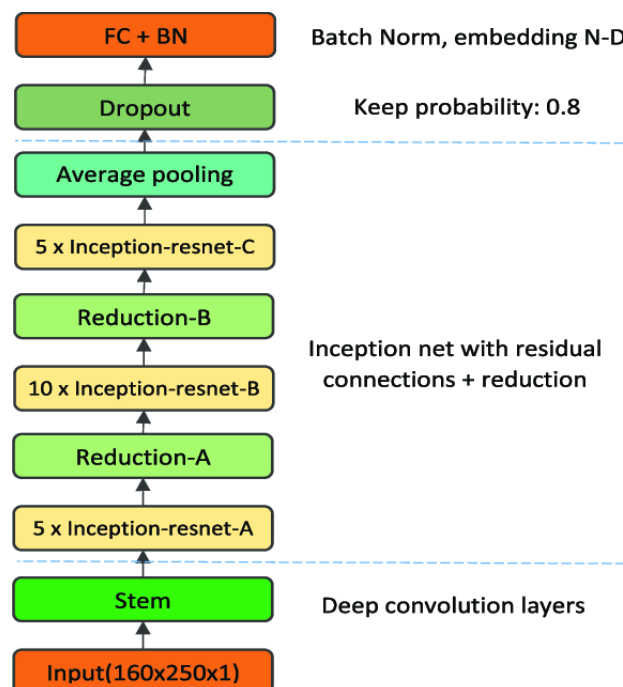 FC + BN
Batch Norm, embedding N-D
Dropout
Keep probability: 0.8
Average pooling
5 x Inception-resnet-C
Reduction-B
Inception net with residual
connections + reduction
10 x Inception-resnet-B
Reduction-A
5 x Inception-resnet-A
Stem
Deep convolution layers
Input(160x250x1)